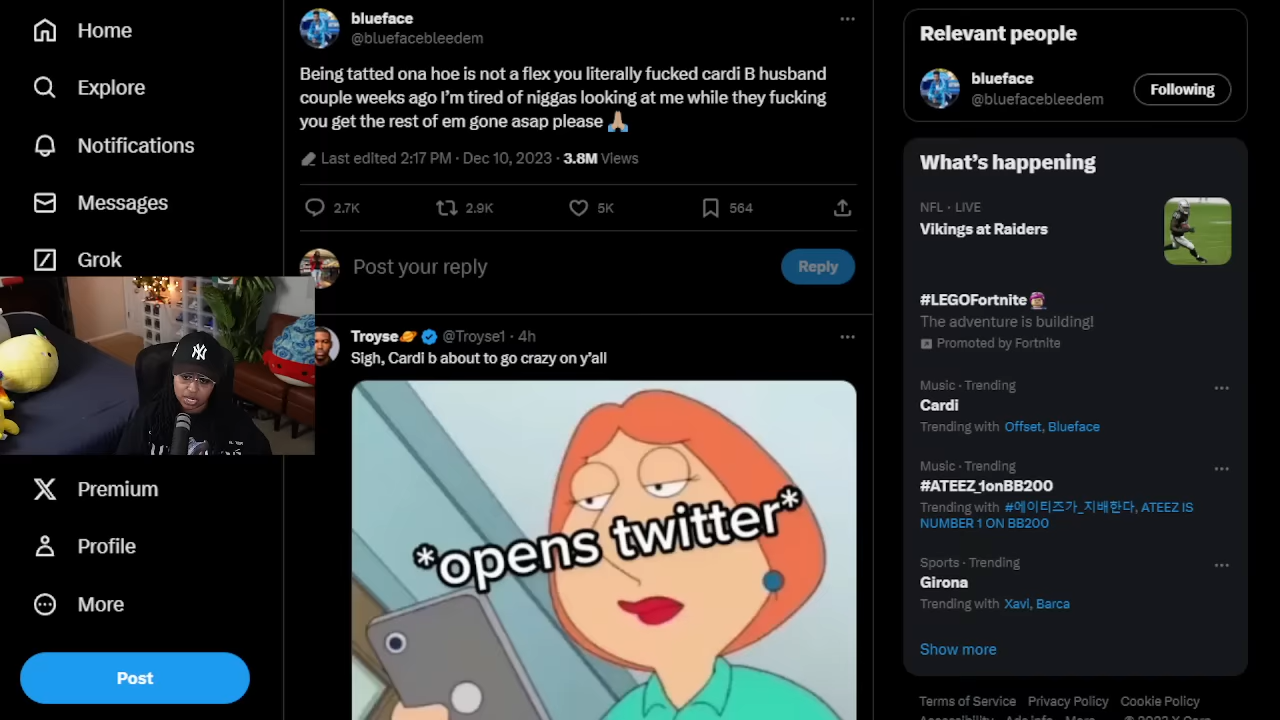 Home
Explore
Notifications
Messages
Grok
Premium
Profile
More
Post
blueface
@bluefacebleedem
Being tatted ona hoe is not a flex you literally fucked cardi B husband
couple weeks ago I'm tired of niggas looking at me while they fucking
you get the rest of em gone asap please 🙏🏼
Last edited 2:17 PM · Dec 10, 2023 · 3.8M Views
2.7K 2.9K 5K 564
Post your reply
Reply
Troyse🪐 @Troyse1 · 4h
Sigh, Cardi b about to go crazy on y'all
*opens twitter*
Relevant people
blueface
@bluefacebleedem
Following
What's happening
NFL · LIVE
Vikings at Raiders
#LEGOFortnite
The adventure is building!
Promoted by Fortnite
Music · Trending
Cardi
Trending with Offset, Blueface
Music · Trending
#ATEEZ_1onBB200
Trending with #에이티즈가_지배한다, ATEEZ IS
NUMBER 1 ON BB200
Sports · Trending
Girona
Trending with Xavi, Barca
Show more
Terms of Service Privacy Policy Cookie Policy